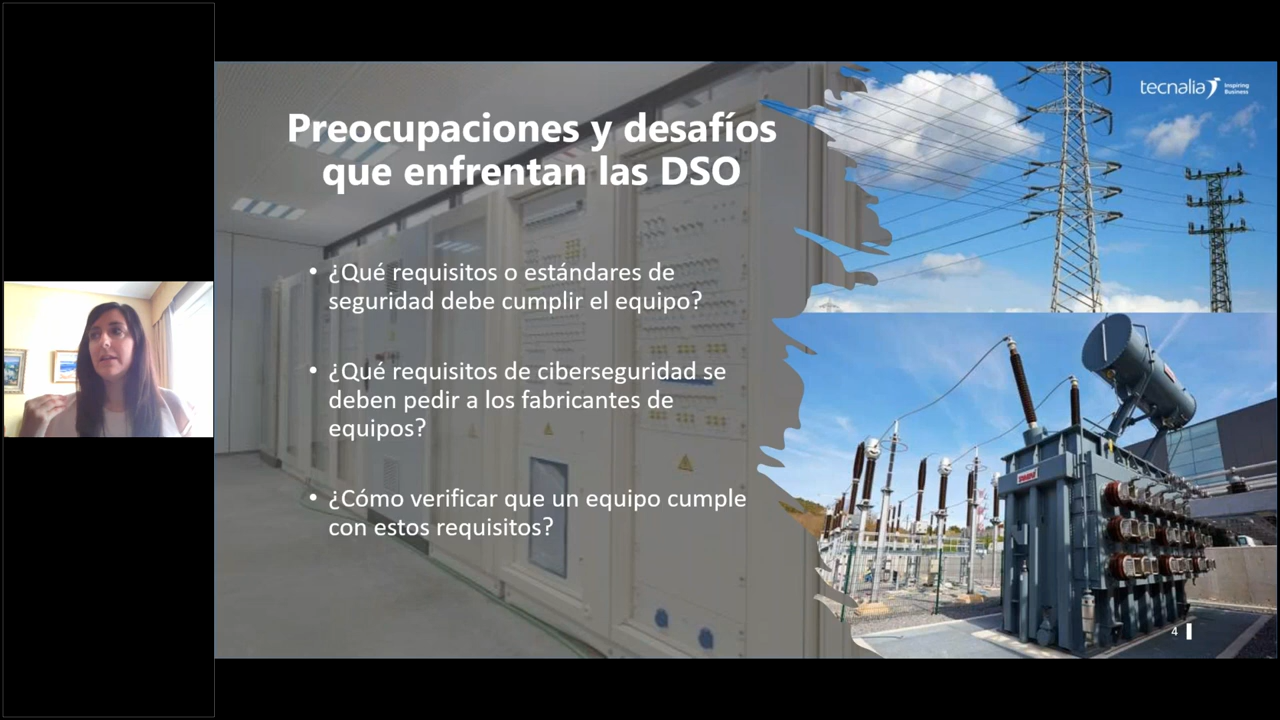 Preocupaciones y desafíos
que enfrentan las DSO
• ¿Qué requisitos o estándares de
seguridad debe cumplir el equipo?
• ¿Qué requisitos de ciberseguridad se
deben pedir a los fabricantes de
equipos?
• ¿Cómo verificar que un equipo cumple
con estos requisitos?
tecnalia Inspiring
Business
4